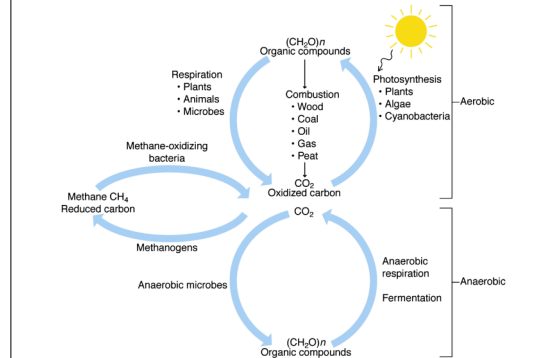 (CH₂O)n
Organic compounds
Respiration
• Plants
• Animals
• Microbes
Combustion
• Wood
• Coal
• Oil
• Gas
• Peat
Photosynthesis
• Plants
• Algae
• Cyanobacteria
Aerobic
Methane-oxidizing
bacteria
CO₂
Oxidized carbon
Methane CH₄
Reduced carbon
CO₂
Methanogens
Anaerobic microbes
Anaerobic
respiration
Fermentation
Anaerobic
(CH₂O)n
Organic compounds